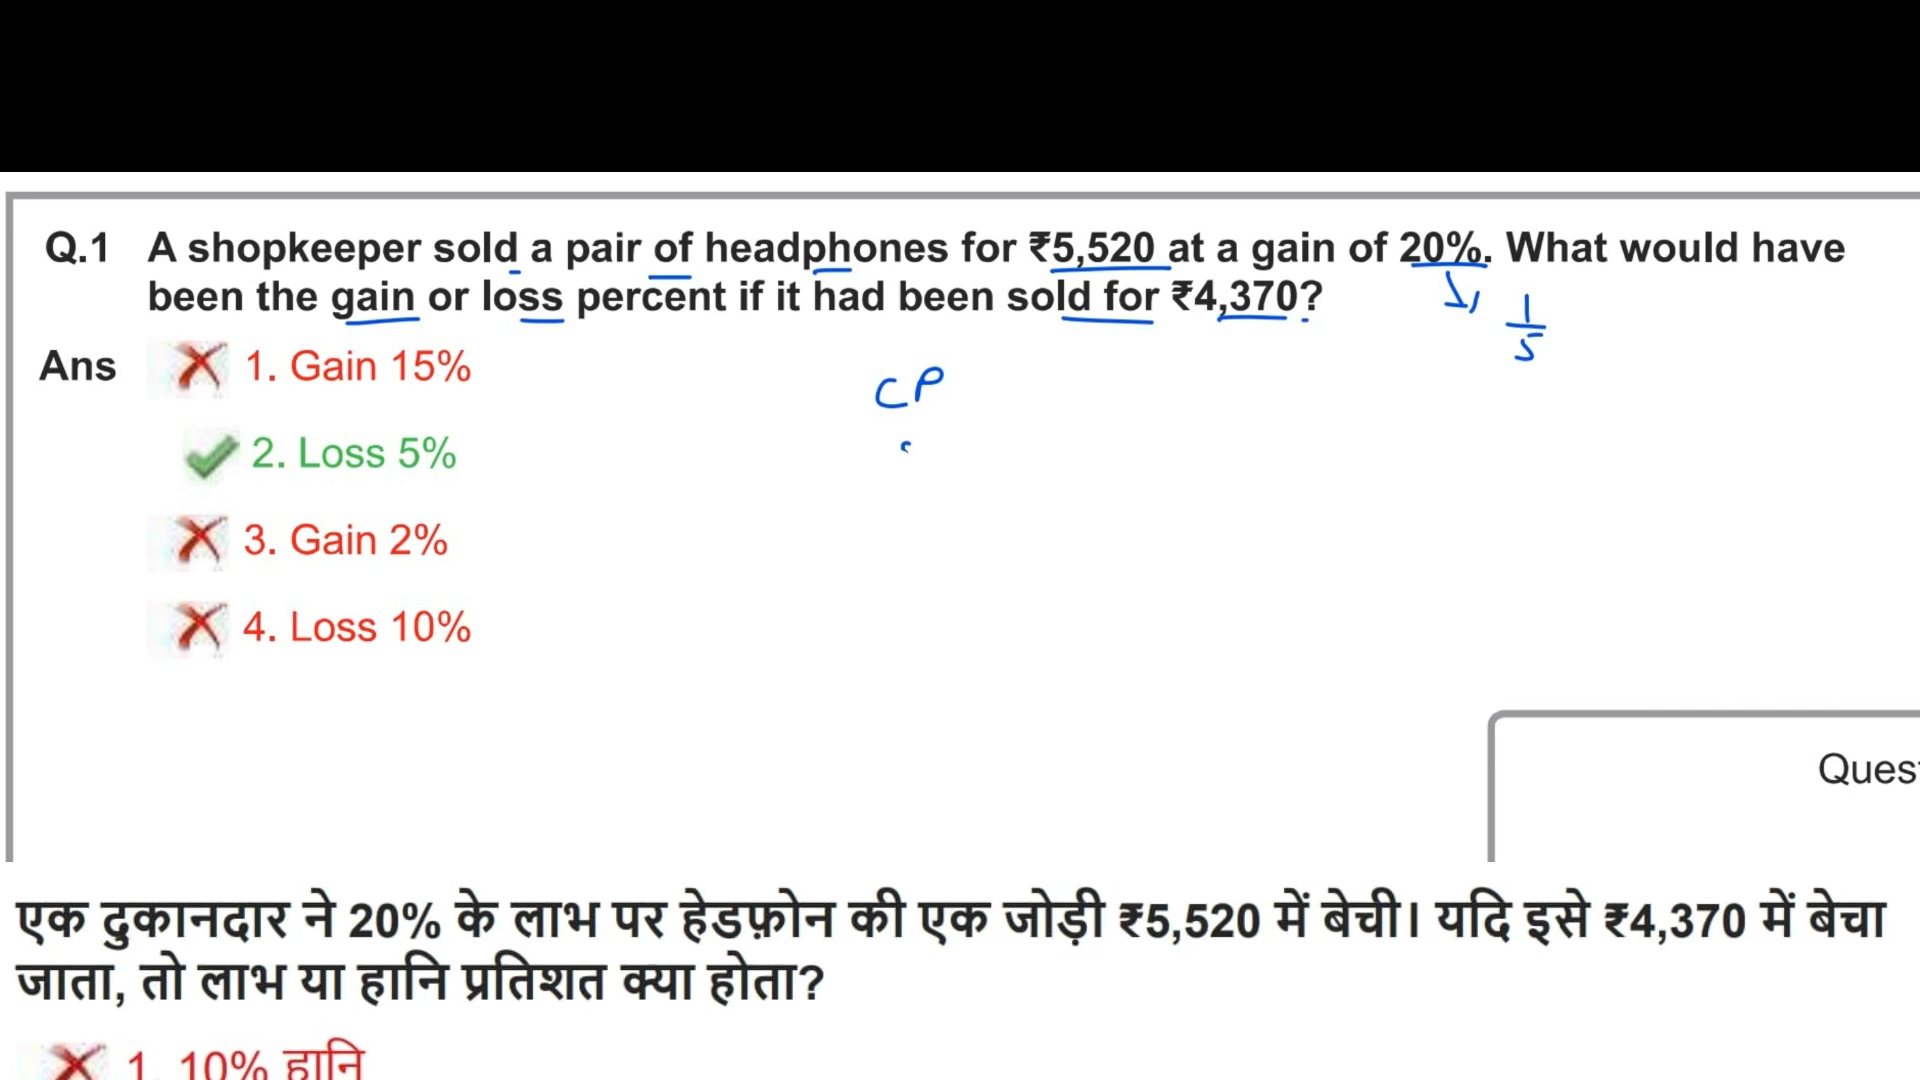 Q.1 A shopkeeper sold a pair of headphones for ₹5,520 at a gain of 20%. What would have
been the gain or loss percent if it had been sold for ₹4,370?
1
5
Ans 1. Gain 15%
CP
2. Loss 5%
3. Gain 2%
4. Loss 10%
Quest
एक दुकानदार ने 20% के लाभ पर हेडफ़ोन की एक जोड़ी ₹5,520 में बेची। यदि इसे ₹4,370 में बेचा
जाता, तो लाभ या हानि प्रतिशत क्या होता?
1. 10% हानि